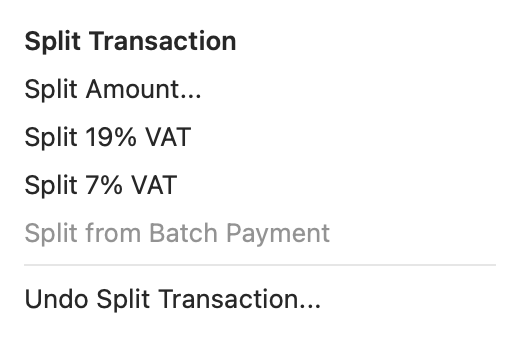 Split Transaction
Split Amount...
Split 19% VAT
Split 7% VAT
Split from Batch Payment
Undo Split Transaction...